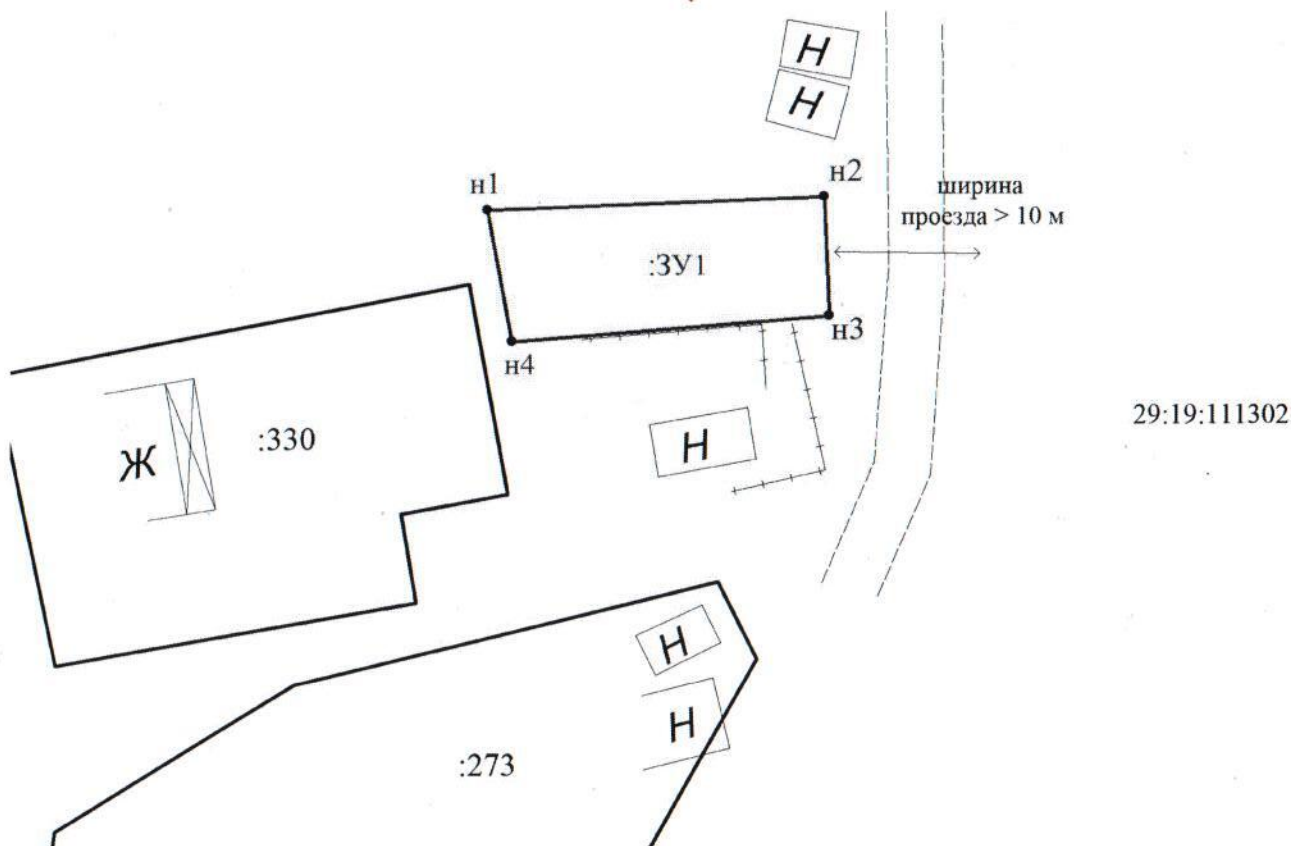 Н
Н
н1
н2
ширина
проезда > 10 м
:ЗУ1
н3
н4
29:19:111302
:330
Ж
Н
Н
Н
:273